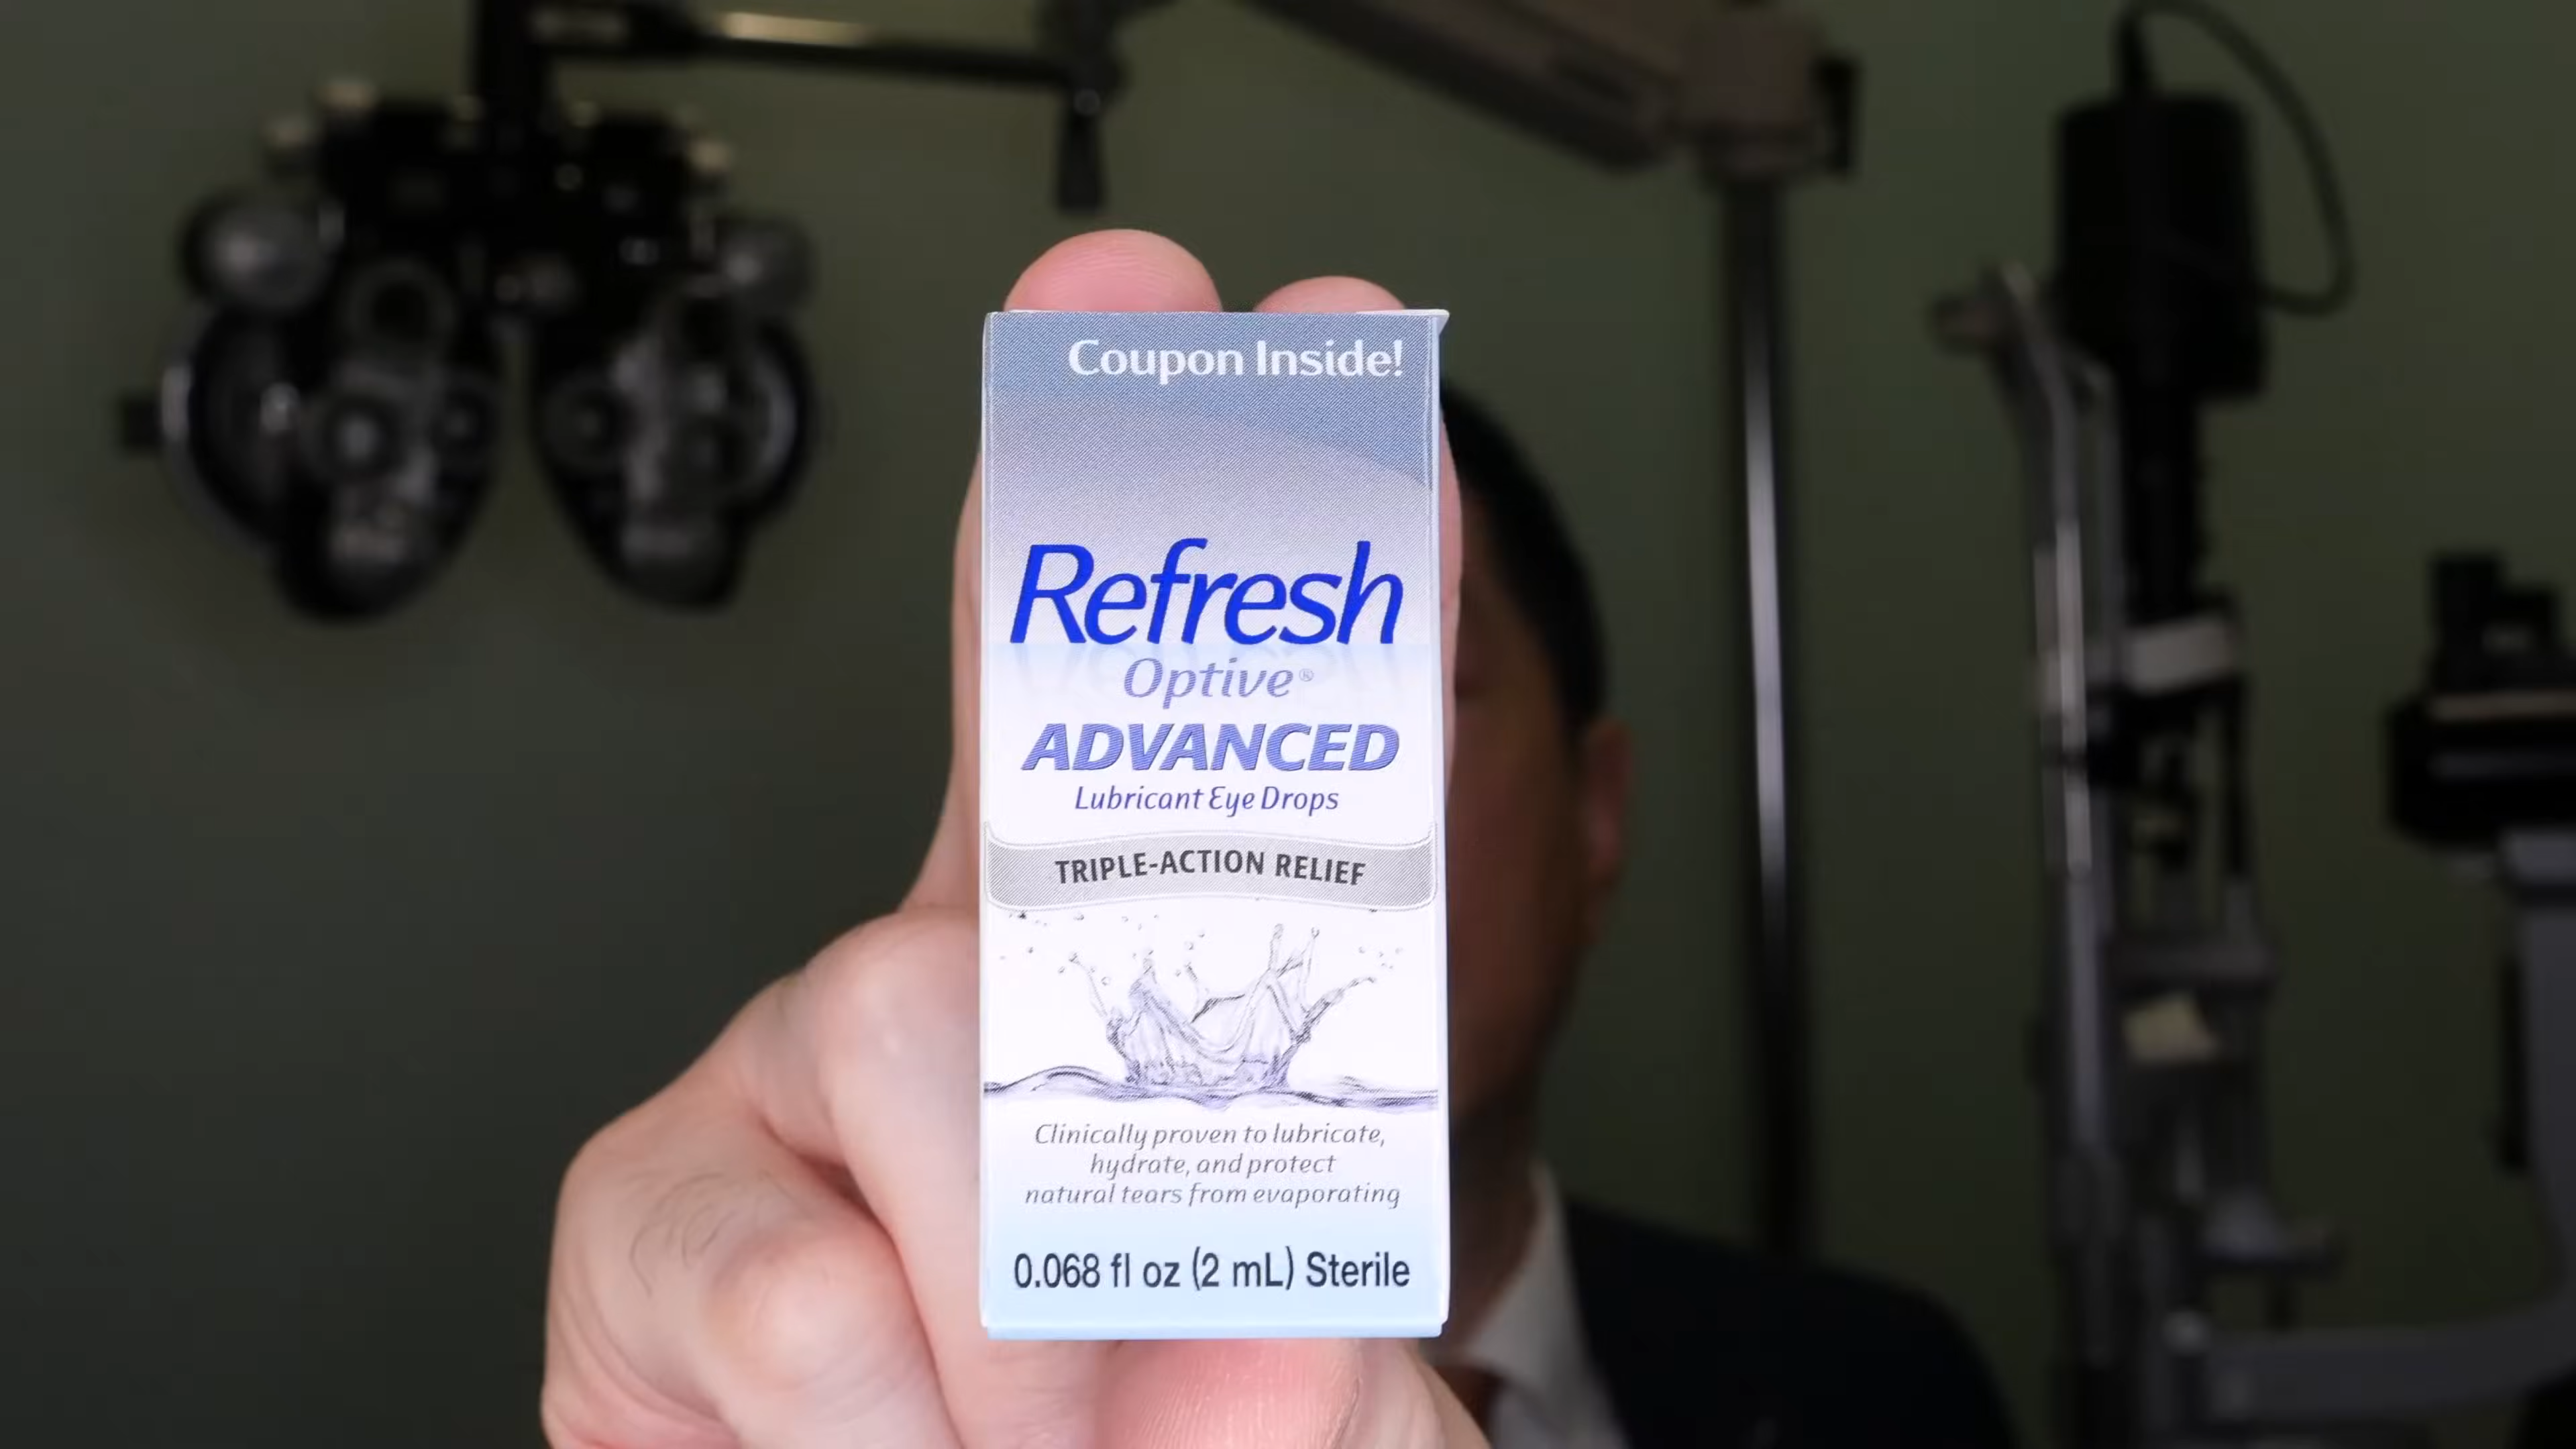 Coupon Inside!
Refresh
Optive®
ADVANCED
Lubricant Eye Drops
TRIPLE-ACTION RELIEF
Clinically proven to lubricate,
hydrate, and protect
natural tears from evaporating
0.068 fl oz (2 mL) Sterile